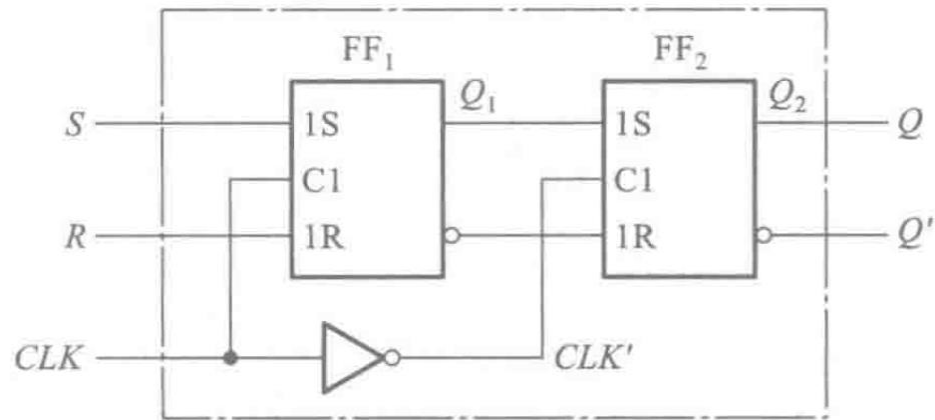 FF₁ FF₂
Q₁ Q₂
S 1S 1S Q
C1 C1
R 1R 1R Q'
CLK CLK'